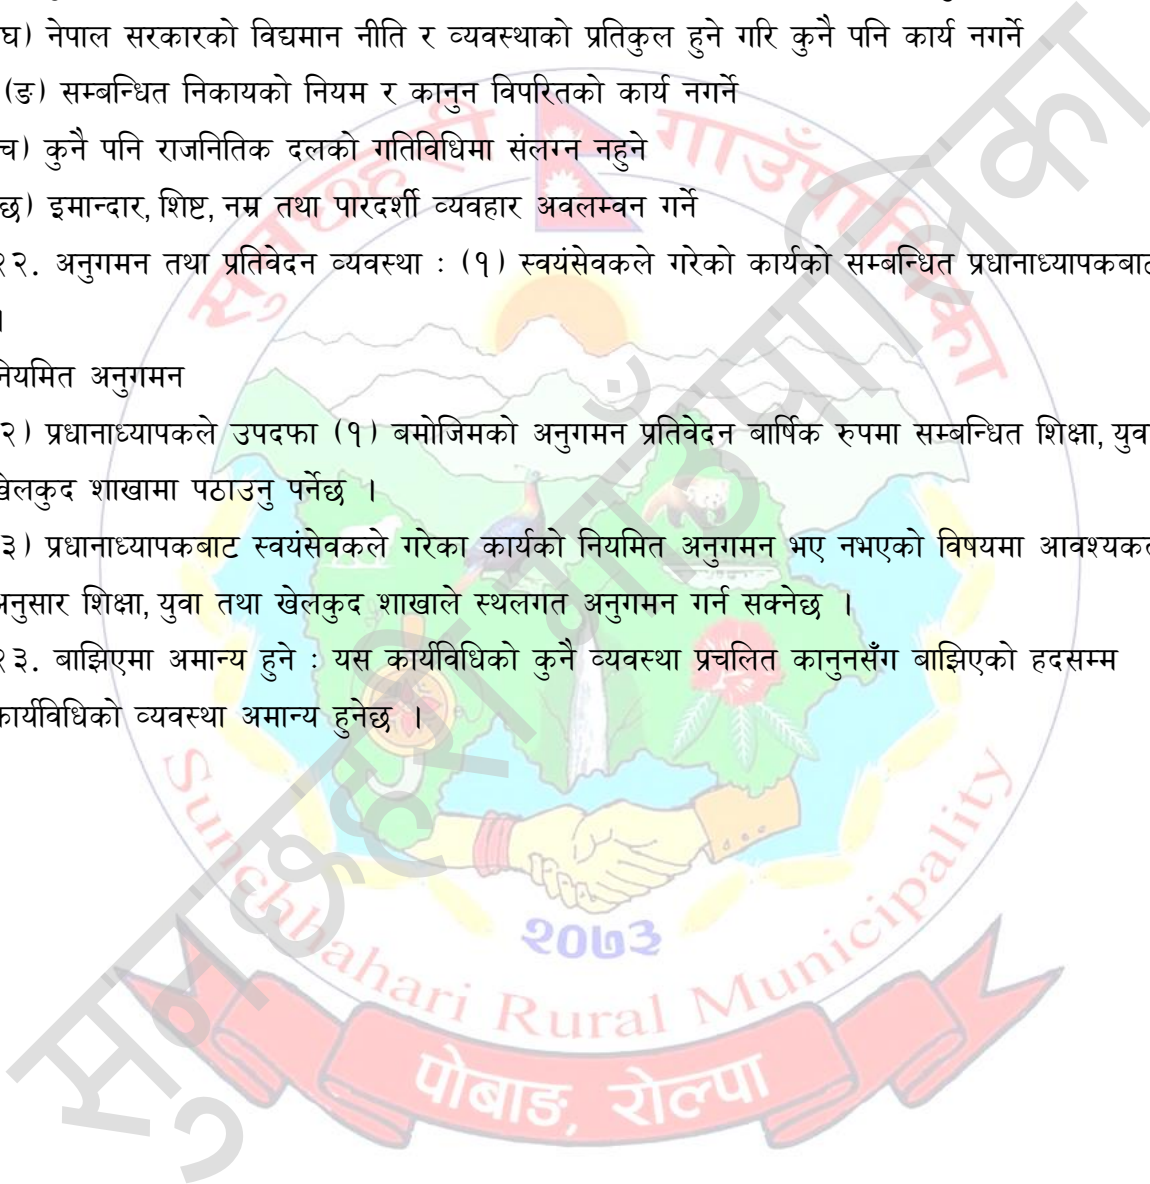 घ) नेपाल सरकारको विद्यमान नीति र व्यवस्थाको प्रतिकुल हुने गरि कुनै पनि कार्य नगर्ने
(ङ) सम्बन्धित निकायको नियम र कानुन विपरितको कार्य नगर्ने
च) कुनै पनि राजनितिक दलको गतिविधिमा संलग्न नहुने
छ) इमान्दार, शिष्ट, नम्र तथा पारदर्शी व्यवहार अवलम्वन गर्ने
१२. अनुगमन तथा प्रतिवेदन व्यवस्था : (१) स्वयंसेवकले गरेको कार्यको सम्बन्धित प्रधानाध्यापकबाट
।
नियमित अनुगमन
२) प्रधानाध्यापकले उपदफा (१) बमोजिमको अनुगमन प्रतिवेदन बार्षिक रुपमा सम्बन्धित शिक्षा, युवा
खेलकुद शाखामा पठाउनु पर्नेछ ।
३) प्रधानाध्यापकबाट स्वयंसेवकले गरेका कार्यको नियमित अनुगमन भए नभएको विषयमा आवश्यकता
अनुसार शिक्षा, युवा तथा खेलकुद शाखाले स्थलगत अनुगमन गर्न सक्नेछ ।
१३. बाझिएमा अमान्य हुने : यस कार्यविधिको कुनै व्यवस्था प्रचलित कानुनसँग बाझिएको हदसम्म
कार्यविधिको व्यवस्था अमान्य हुनेछ ।
सुनछहरी गाउँपालिका
सुनछहरी गाउँपालिका
२०७३
Sunchhahari Rural Municipality
पोबाङ, रोल्पा